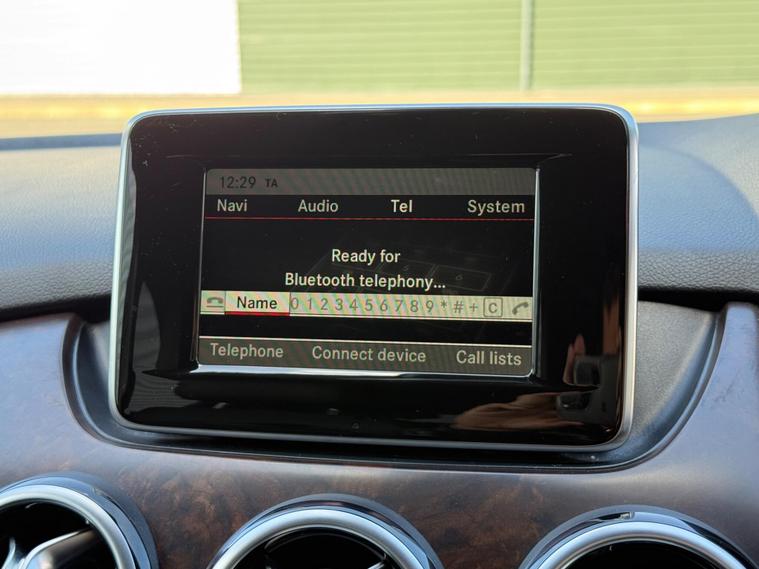 12:29 TA
Navi Audio Tel System
Ready for
Bluetooth telephony...
Name 0 1 2 3 4 5 6 7 8 9 * # + C
Telephone Connect device Call lists